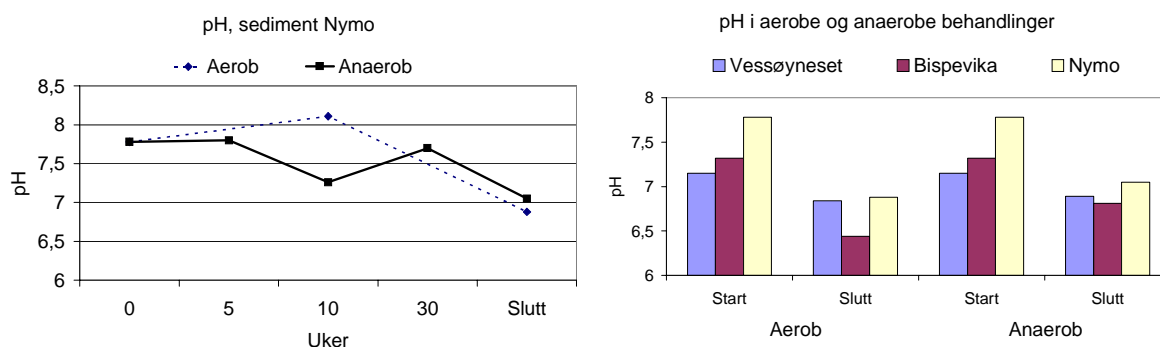 pH, sediment Nymo
Aerob Anaerob
8,5
8
7,5
7
6,5
6
pH
0 5 10 30 Slutt
Uker
pH i aerobe og anaerobe behandlinger
Vessøyneset Bispevika Nymo
8
7,5
7
6,5
6
pH
Start Slutt Start Slutt
Aerob Anaerob